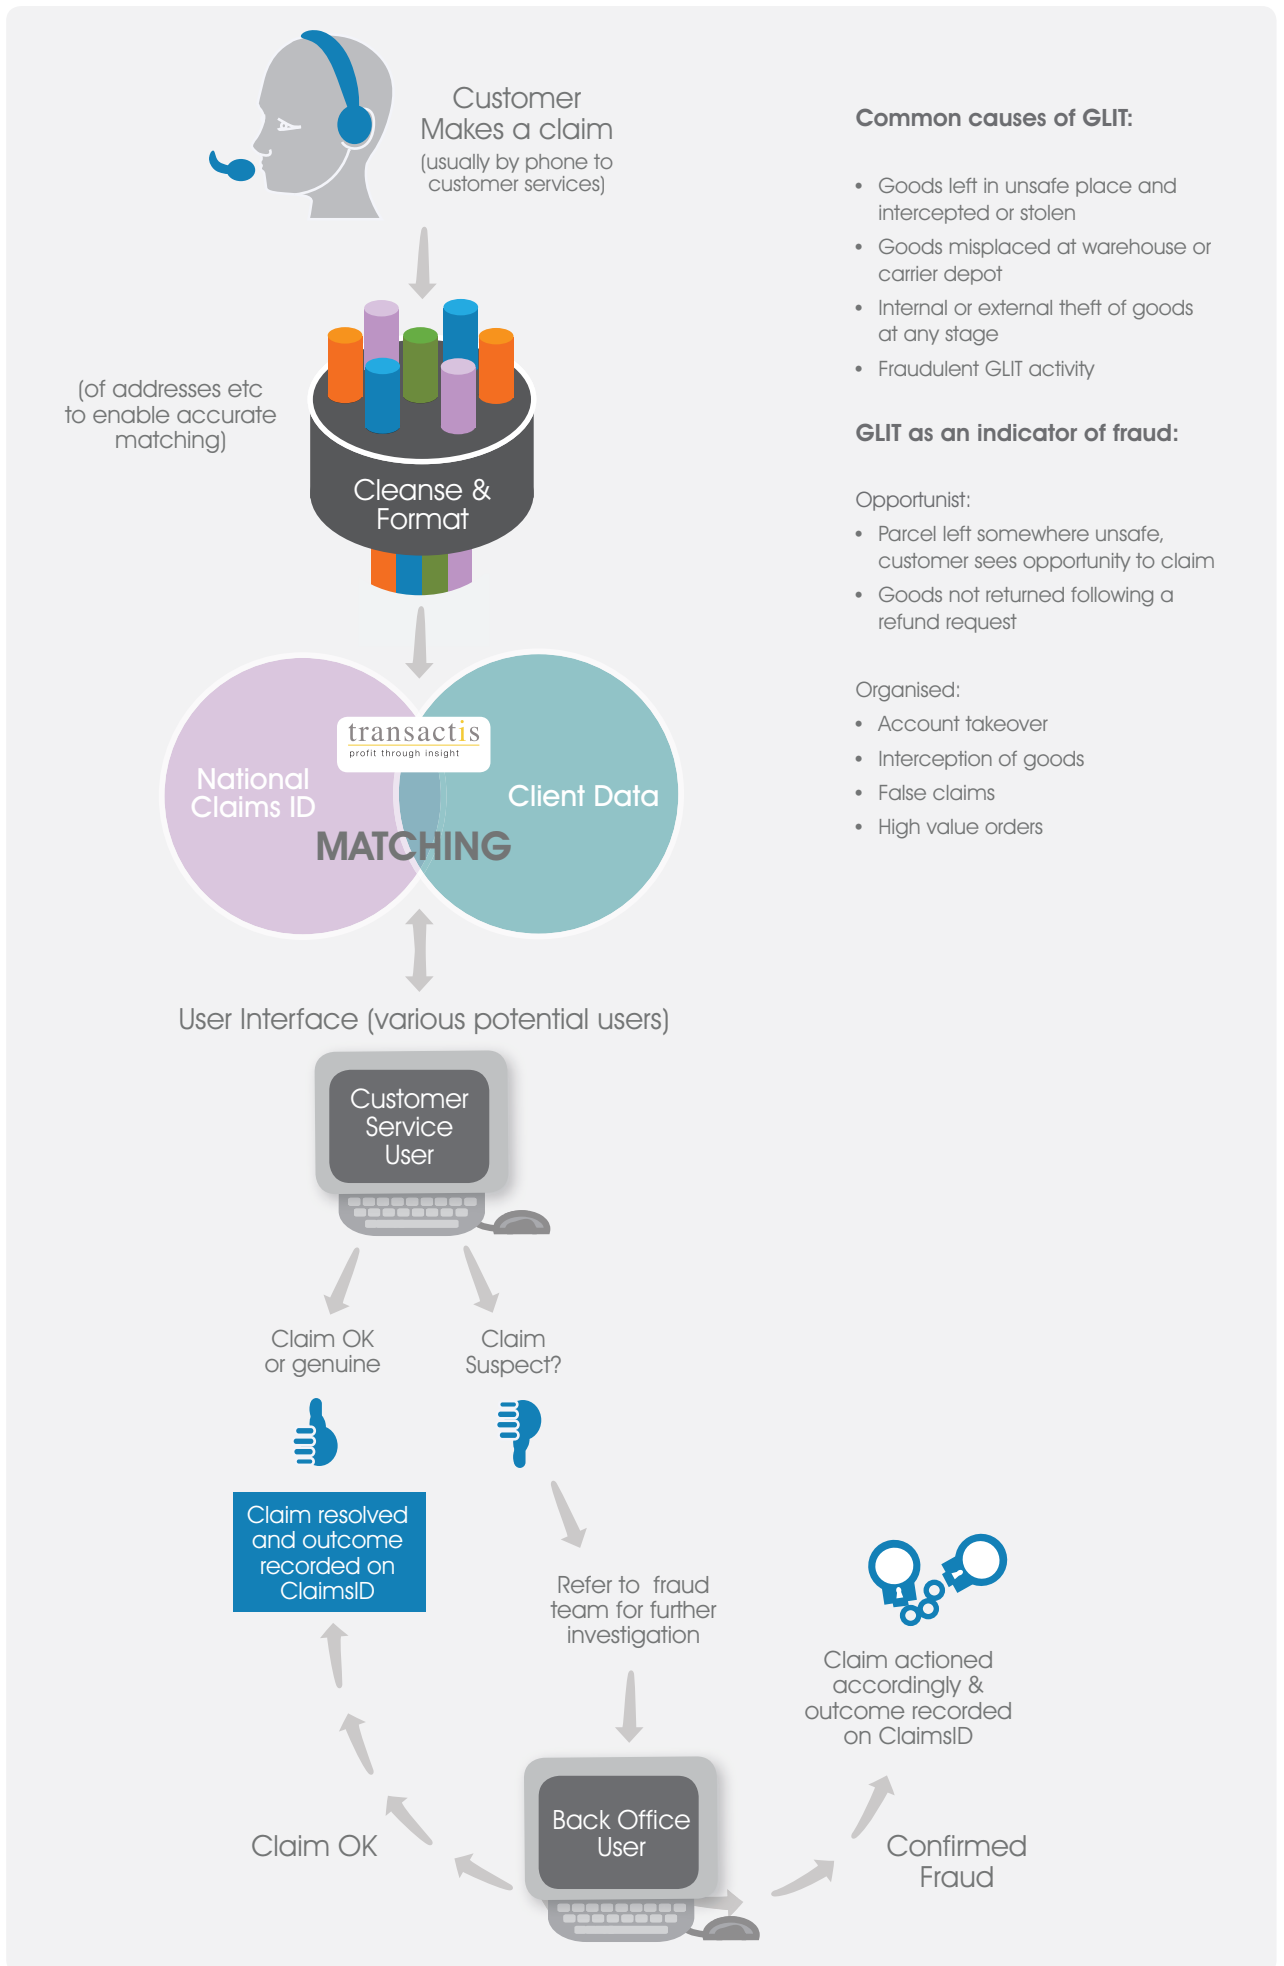 Customer
Makes a claim
(usually by phone to
customer services)
(of addresses etc
to enable accurate
matching)
Cleanse &
Format
transactis
profit through insight
National
Claims ID
Client Data
MATCHING
User Interface (various potential users)
Customer
Service
User
Claim OK
or genuine
Claim
Suspect?
Claim resolved
and outcome
recorded on
ClaimsID
Refer to fraud
team for further
investigation
Claim actioned
accordingly &
outcome recorded
on ClaimsID
Back Office
User
Claim OK
Confirmed
Fraud
Common causes of GLIT:
• Goods left in unsafe place and
intercepted or stolen
• Goods misplaced at warehouse or
carrier depot
• Internal or external theft of goods
at any stage
• Fraudulent GLIT activity
GLIT as an indicator of fraud:
Opportunist:
• Parcel left somewhere unsafe,
customer sees opportunity to claim
• Goods not returned following a
refund request
Organised:
• Account takeover
• Interception of goods
• False claims
• High value orders